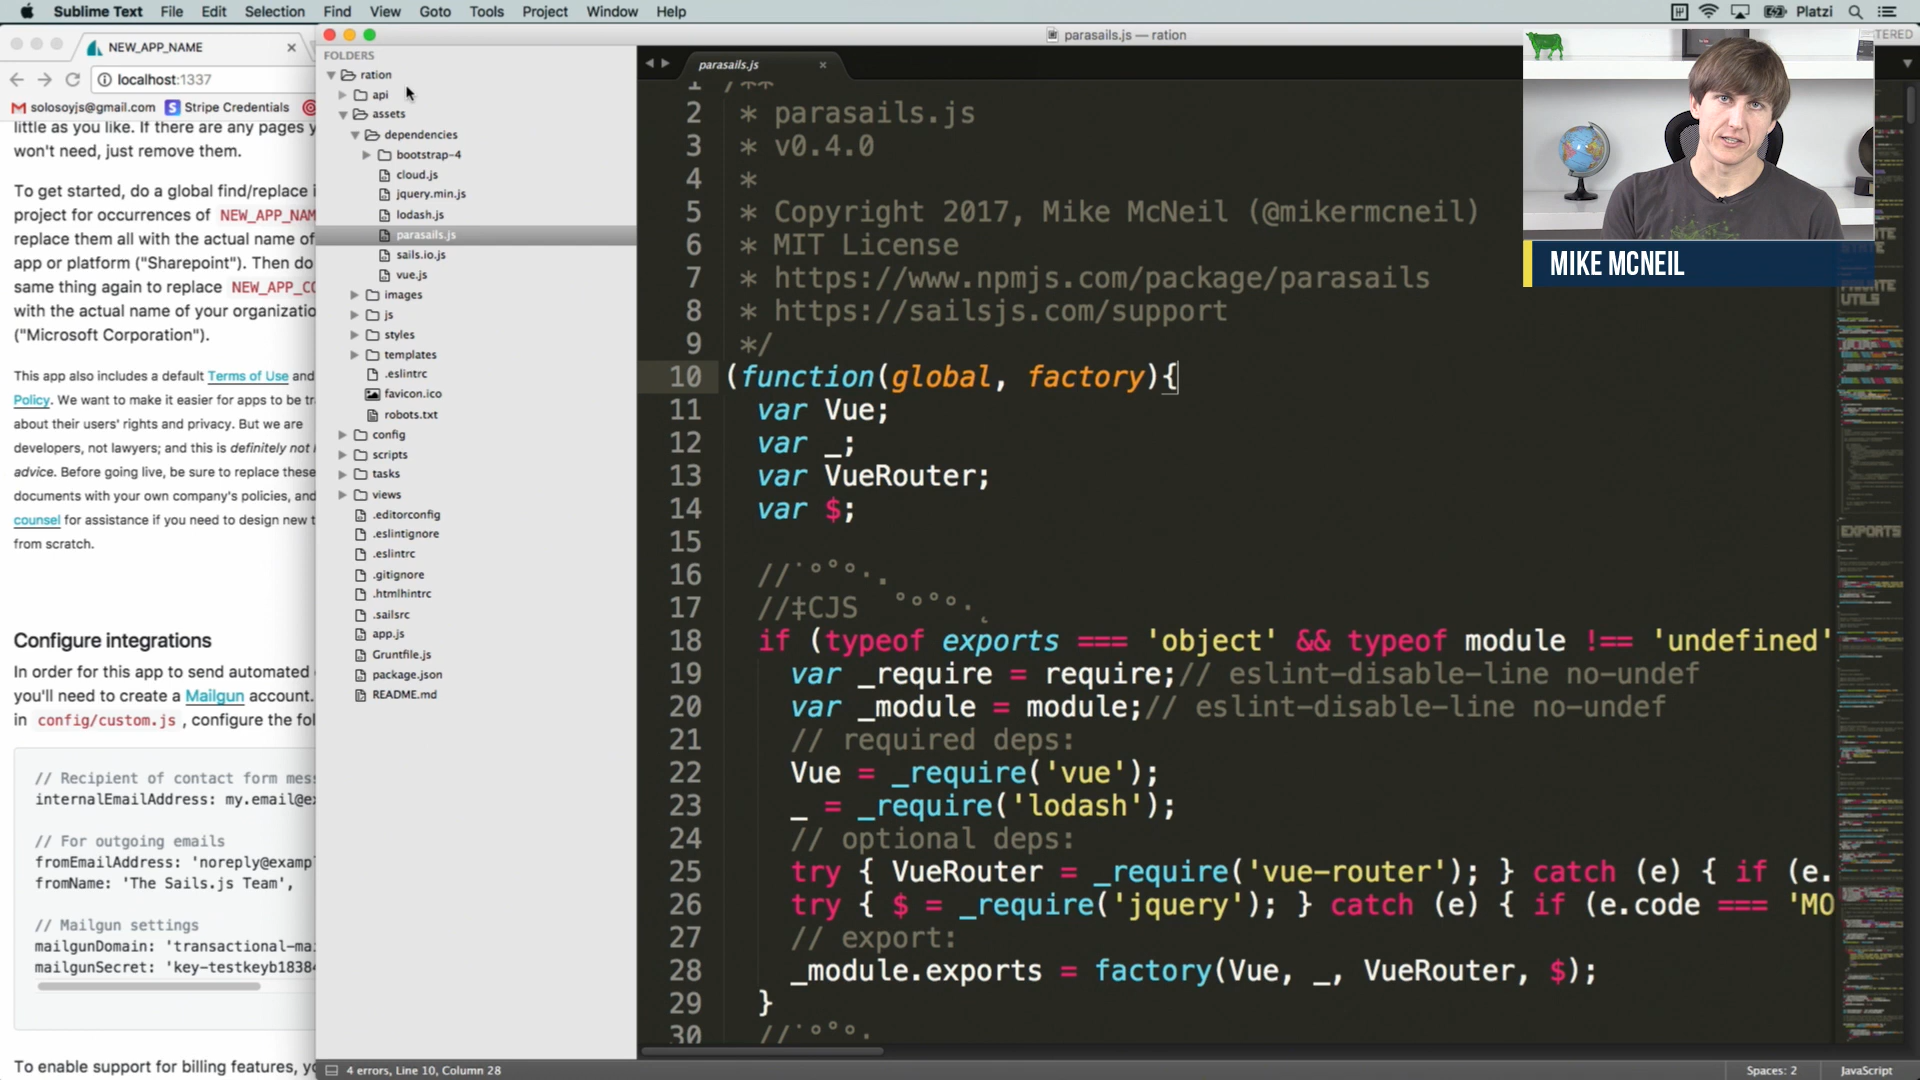 Sublime Text File Edit Selection Find View Goto Tools Project Window Help Platzi
NEW_APP_NAME
localhost:1337
solosoyjs@gmail.com Stripe Credentials
little as you like. If there are any pages y
won't need, just remove them.
To get started, do a global find/replace i
project for occurrences of NEW_APP_NAM
replace them all with the actual name of
app or platform ("Sharepoint"). Then do
same thing again to replace NEW_APP_CO
with the actual name of your organizatio
("Microsoft Corporation").
This app also includes a default Terms of Use and
Policy. We want to make it easier for apps to be tr
about their users' rights and privacy. But we are
developers, not lawyers; and this is definitely not
advice. Before going live, be sure to replace these
documents with your own company's policies, and
counsel for assistance if you need to design new t
from scratch.
Configure integrations
In order for this app to send automated
you'll need to create a Mailgun account.
in config/custom.js , configure the fol
// Recipient of contact form mess
internalEmailAddress: my.email@ex
// For outgoing emails
fromEmailAddress: 'noreply@examp
fromName: 'The Sails.js Team',
// Mailgun settings
mailgunDomain: 'transactional-ma
mailgunSecret: 'key-testkeyb18384
To enable support for billing features, yo
parasails.js — ration
TERED
FOLDERS
ration
api
assets
dependencies
bootstrap-4
cloud.js
jquery.min.js
lodash.js
parasails.js
sails.io.js
vue.js
images
js
styles
templates
.eslintrc
favicon.ico
robots.txt
config
scripts
tasks
views
.editorconfig
.eslintignore
.eslintrc
.gitignore
.htmlhintrc
.sailsrc
app.js
Gruntfile.js
package.json
README.md
parasails.js
1 /**
2 * parasails.js
3 * v0.4.0
4 *
5 * Copyright 2017, Mike McNeil (@mikermcneil)
6 * MIT License
7 * https://www.npmjs.com/package/parasails
8 * https://sailsjs.com/support
9 */
10 (function(global, factory){
11 var Vue;
12 var _;
13 var VueRouter;
14 var $;
15
16 //˙°˚°·.
17 //‡CJS ˚°˚°·˛
18 if (typeof exports === 'object' && typeof module !== 'undefined'
19 var _require = require;// eslint-disable-line no-undef
20 var _module = module;// eslint-disable-line no-undef
21 // required deps:
22 Vue = _require('vue');
23 _ = _require('lodash');
24 // optional deps:
25 try { VueRouter = _require('vue-router'); } catch (e) { if (e.
26 try { $ = _require('jquery'); } catch (e) { if (e.code === 'MO
27 // export:
28 _module.exports = factory(Vue, _, VueRouter, $);
29 }
30 //˙°˚°·
MIKE MCNEIL
UTILS
EXPORTS
4 errors, Line 10, Column 28
Spaces: 2
JavaScript